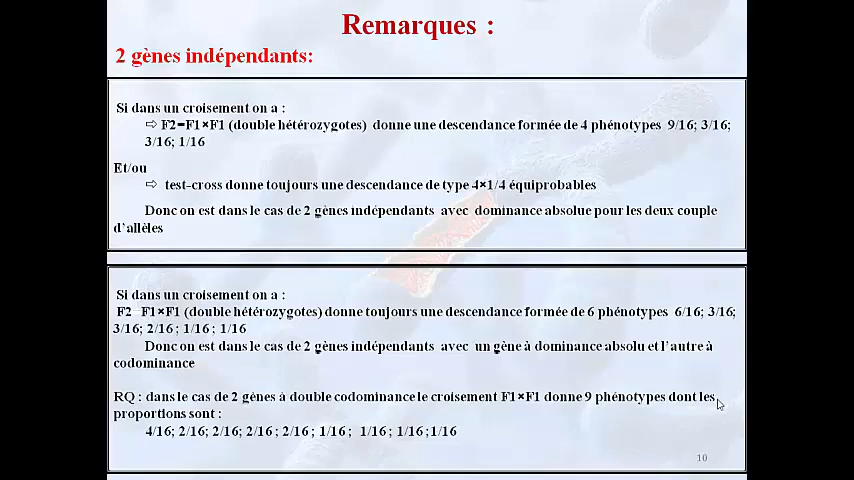 Remarques :
2 gènes indépendants:
Si dans un croisement on a :
⇨ F2=F1×F1 (double hétérozygotes) donne une descendance formée de 4 phénotypes 9/16; 3/16;
3/16; 1/16
Et/ou
⇨ test-cross donne toujours une descendance de type 4×1/4 équiprobables
Donc on est dans le cas de 2 gènes indépendants avec dominance absolue pour les deux couple
d'allèles
Si dans un croisement on a :
F2=F1×F1 (double hétérozygotes) donne toujours une descendance formée de 6 phénotypes 6/16; 3/16;
3/16; 2/16 ; 1/16 ; 1/16
Donc on est dans le cas de 2 gènes indépendants avec un gène à dominance absolu et l'autre à
codominance
RQ : dans le cas de 2 gènes à double codominance le croisement F1×F1 donne 9 phénotypes dont les
proportions sont :
4/16; 2/16; 2/16; 2/16 ; 2/16 ; 1/16 ; 1/16 ; 1/16 ;1/16
10